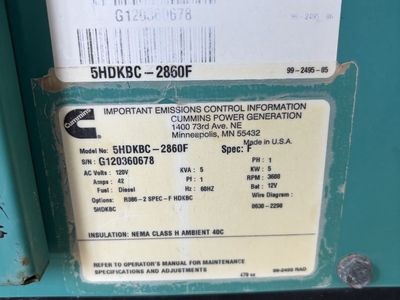 G120360678
5HDKBC-2860F 99-2495-05
Cummins
IMPORTANT EMISSIONS CONTROL INFORMATION
CUMMINS POWER GENERATION
1400 73rd Ave. NE
Minneapolis, MN 55432
Made in U.S.A.
Model No: 5HDKBC-2860F Spec: F
S/N: G120360678 PH: 1
AC Volts: 120V KVA: 5 KW: 5
Amps: 42 Pf: 1 RPM: 3600
Fuel: Diesel Hz: 60HZ Bat: 12V
Options: R386-2 SPEC-F HDKBC Wire Diagram:
5HDKBC 0630-2290
INSULATION: NEMA CLASS H AMBIENT 40C
REFER TO OPERATOR'S MANUAL FOR MAINTENANCE
SPECIFICATIONS AND ADJUSTMENTS